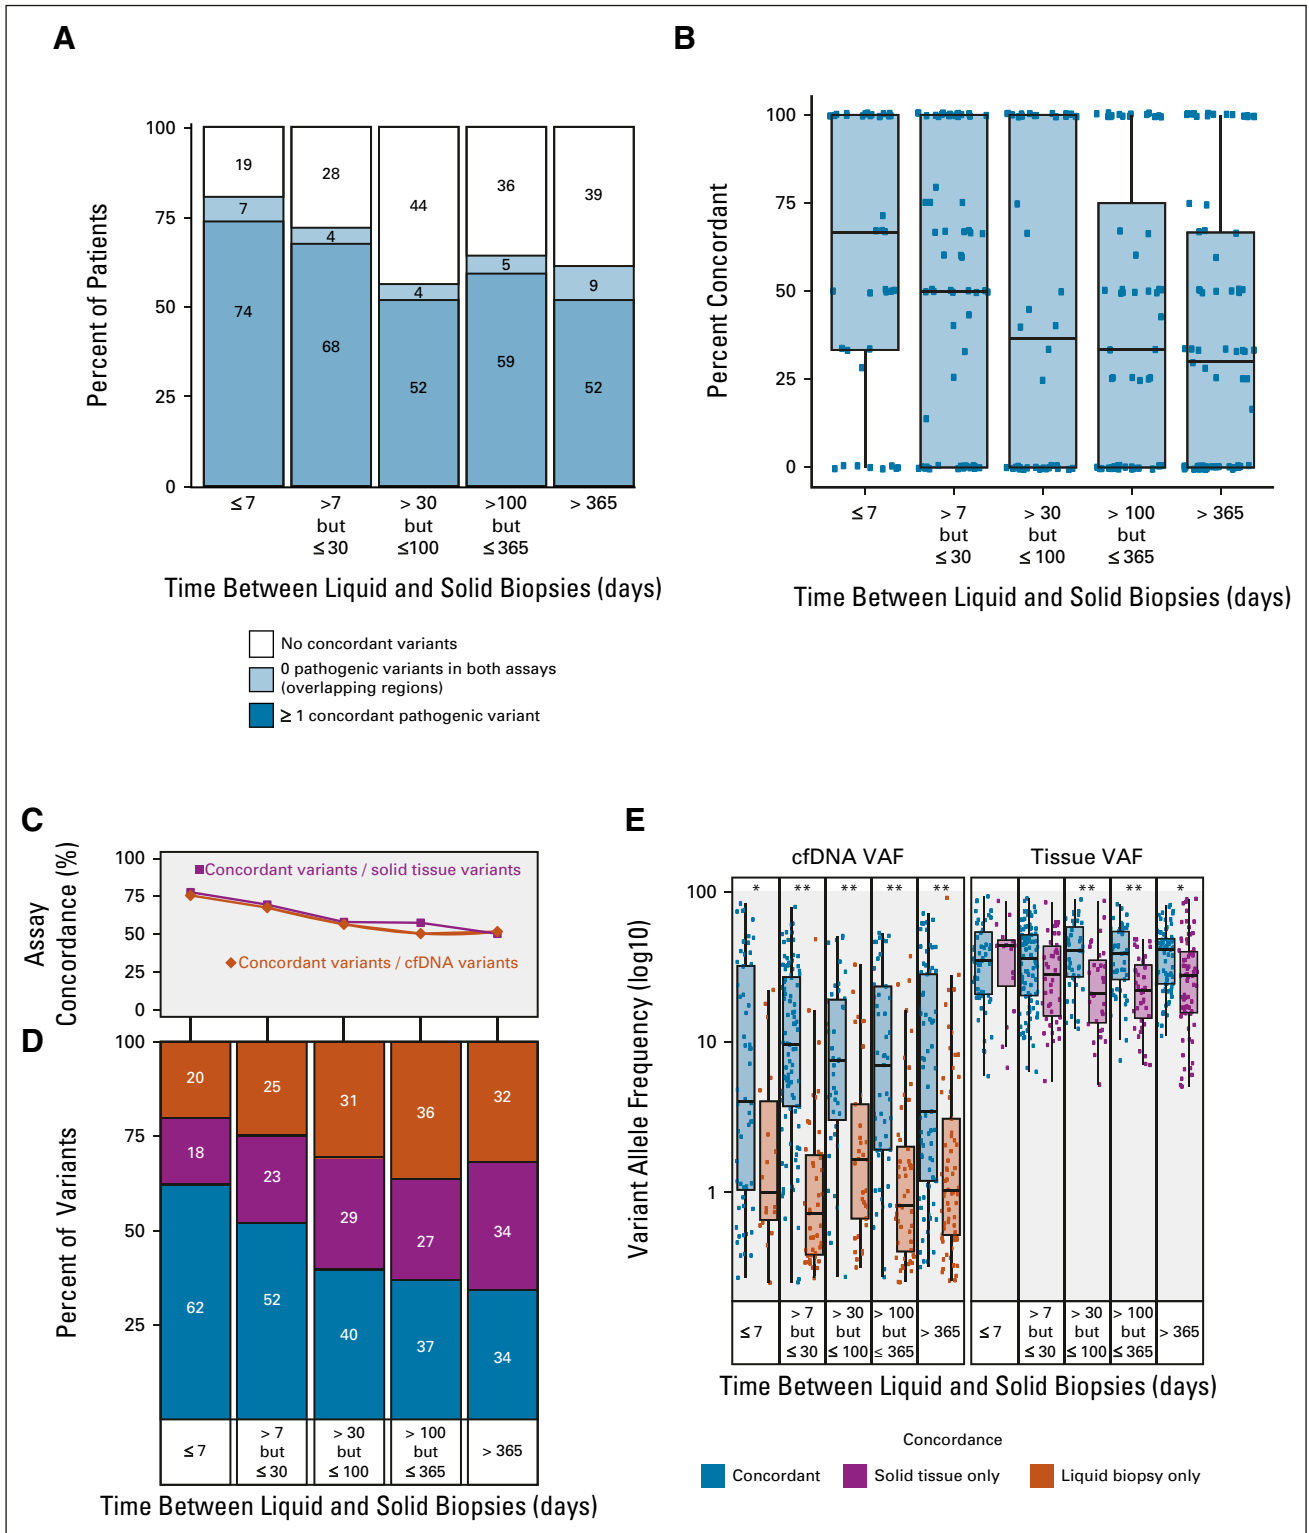 A
100
75
50
25
0
Percent of Patients
19
7
74
28
4
68
44
4
52
36
5
59
39
9
52
≤ 7
>7
but
≤ 30
> 30
but
≤100
>100
but
≤ 365
> 365
Time Between Liquid and Solid Biopsies (days)
No concordant variants
0 pathogenic variants in both assays
(overlapping regions)
≥ 1 concordant pathogenic variant
B
100
75
50
25
0
Percent Concordant
≤ 7
> 7
but
≤ 30
> 30
but
≤ 100
> 100
but
≤ 365
> 365
Time Between Liquid and Solid Biopsies (days)
C
Assay
Concordance (%)
100
75
50
25
0
Concordant variants / solid tissue variants
Concordant variants / cfDNA variants
D
Percent of Variants
100
75
50
25
20
18
62
25
23
52
31
29
40
36
27
37
32
34
34
≤ 7
> 7
but
≤ 30
> 30
but
≤ 100
> 100
but
≤ 365
> 365
Time Between Liquid and Solid Biopsies (days)
E
cfDNA VAF
Tissue VAF
Variant Allele Frequency (log10)
100
10
1
*
**
**
**
**
**
**
*
≤ 7
> 7
but
≤ 30
> 30
but
≤ 100
> 100
but
≤ 365
> 365
≤ 7
> 7
but
≤ 30
> 30
but
≤ 100
> 100
but
≤ 365
> 365
Time Between Liquid and Solid Biopsies (days)
Concordance
Concordant
Solid tissue only
Liquid biopsy only